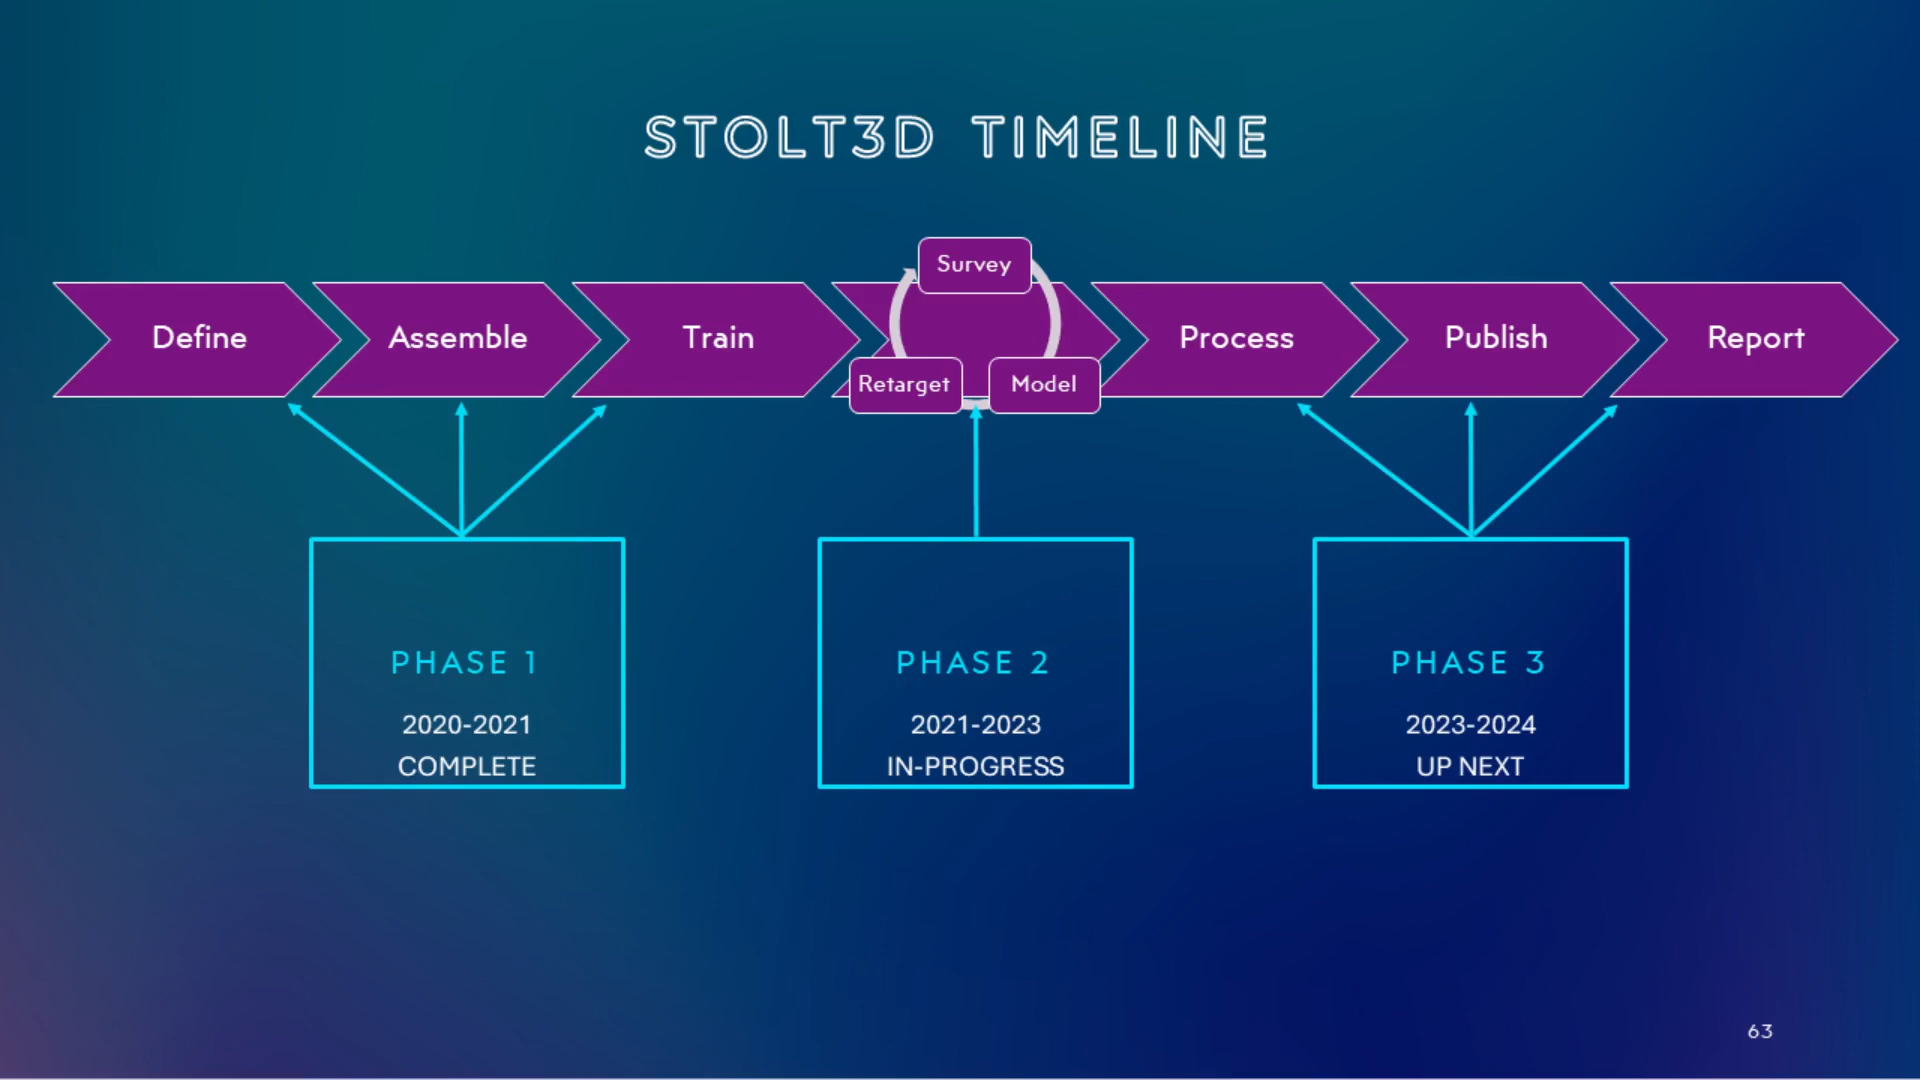 STOLT3D TIMELINE
Survey
Define
Assemble
Train
Process
Publish
Report
Retarget
Model
PHASE 1
2020-2021
COMPLETE
PHASE 2
2021-2023
IN-PROGRESS
PHASE 3
2023-2024
UP NEXT
63